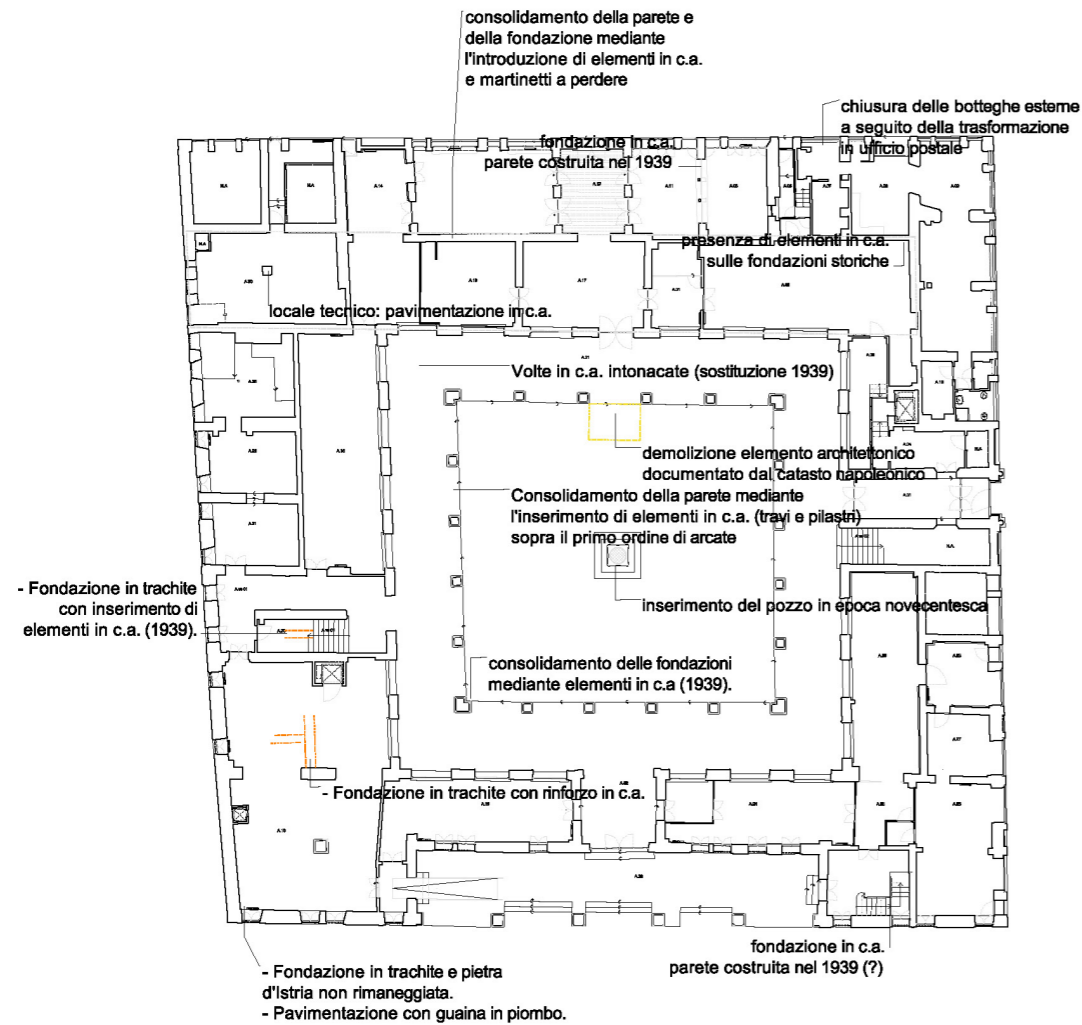 consolidamento della parete e
della fondazione mediante
l'introduzione di elementi in c.a.
e martinetti a perdere
chiusura delle botteghe esterne
a seguito della trasformazione
in ufficio postale
fondazione in c.a.
parete costruita nel 1939
presenza di elementi in c.a.
sulle fondazioni storiche
locale tecnico: pavimentazione in c.a.
Volte in c.a. intonacate (sostituzione 1939)
demolizione elemento architettonico
documentato dal catasto napoleonico
Consolidamento della parete mediante
l'inserimento di elementi in c.a. (travi e pilastri)
sopra il primo ordine di arcate
inserimento del pozzo in epoca novecentesca
- Fondazione in trachite
con inserimento di
elementi in c.a. (1939).
consolidamento delle fondazioni
mediante elementi in c.a (1939).
- Fondazione in trachite con rinforzo in c.a.
fondazione in c.a.
parete costruita nel 1939 (?)
- Fondazione in trachite e pietra
d'Istria non rimaneggiata.
- Pavimentazione con guaina in piombo.